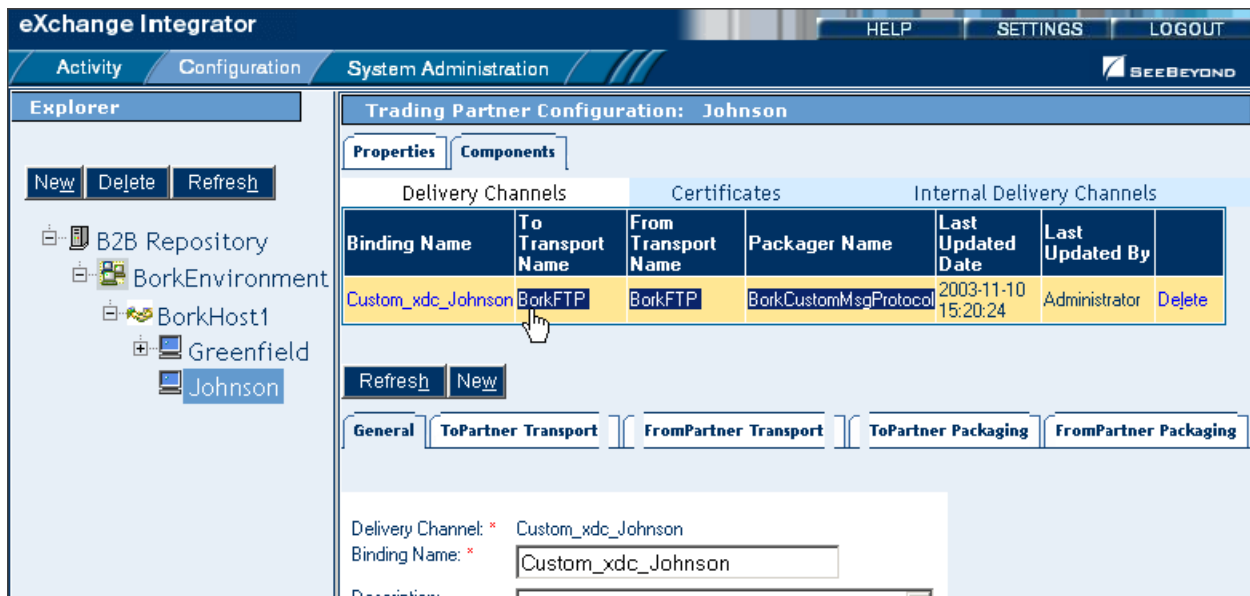 eXchange Integrator
HELP SETTINGS LOGOUT
Activity Configuration System Administration
SEEBEYOND
Explorer
Trading Partner Configuration: Johnson
Properties Components
New Delete Refresh
Delivery Channels Certificates Internal Delivery Channels
Binding Name To Transport Name From Transport Name Packager Name Last Updated Date Last Updated By
Custom_xdc_Johnson BorkFTP BorkFTP BorkCustomMsgProtocol 2003-11-10 15:20:24 Administrator Delete
B2B Repository
BorkEnvironment
BorkHost1
Greenfield
Johnson
Refresh New
General ToPartner Transport FromPartner Transport ToPartner Packaging FromPartner Packaging
Delivery Channel: * Custom_xdc_Johnson
Binding Name: * Custom_xdc_Johnson
Description: